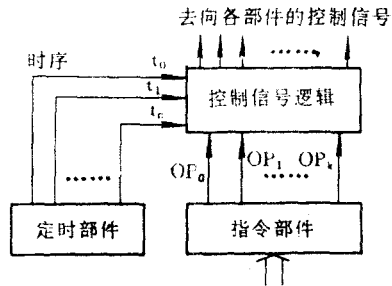 去向各部件的控制信号
……
时序
t₀
t₁
tₙ
控制信号逻辑
OP₀
OP₁
OPₖ
……
……
定时部件
指令部件